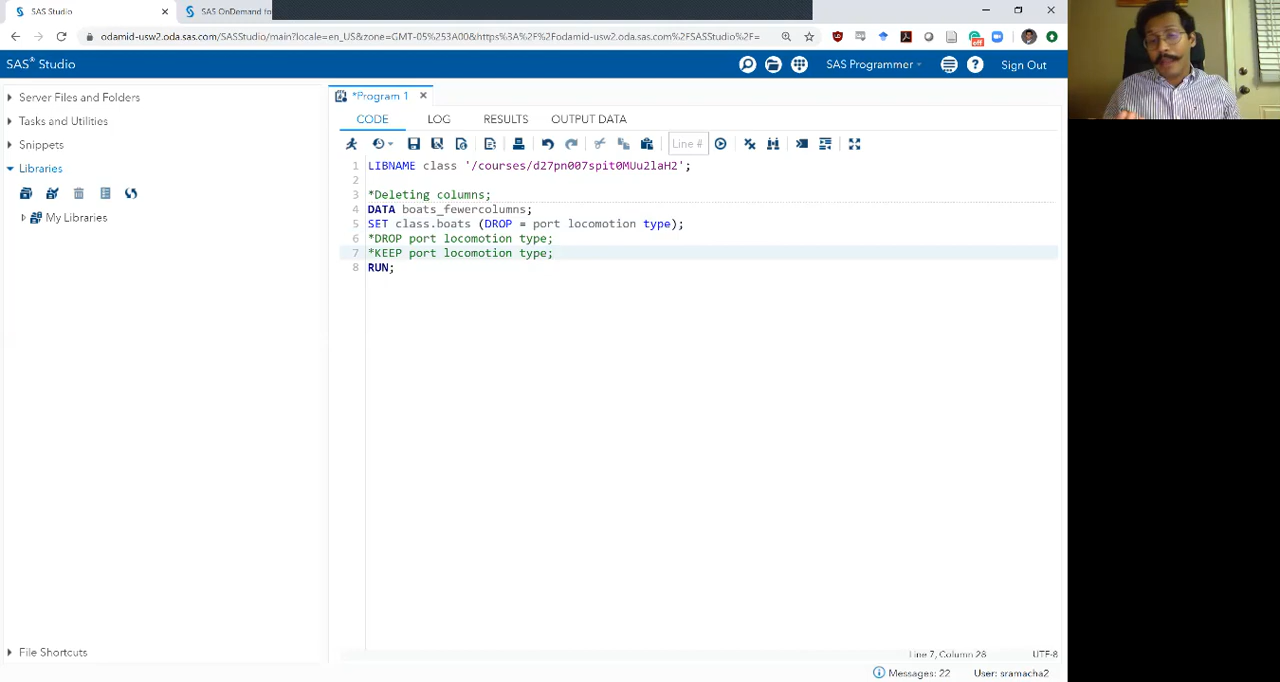 SAS Studio
SAS OnDemand fo
odamid-usw2.oda.sas.com/SASStudio/main?locale=en_US&zone=GMT-05%253A00&https%3A%2F%2Fodamid-usw2.oda.sas.com%2FSASStudio%2F=
SAS® Studio
SAS Programmer
Sign Out
Server Files and Folders
Tasks and Utilities
Snippets
Libraries
My Libraries
File Shortcuts
*Program 1
CODE LOG RESULTS OUTPUT DATA
Line #
1 LIBNAME class '/courses/d27pn007spit0MUu2laH2';
2
3 *Deleting columns;
4 DATA boats_fewercolumns;
5 SET class.boats (DROP = port locomotion type);
6 *DROP port locomotion type;
7 *KEEP port locomotion type;
8 RUN;
Line 7, Column 28 UTF-8
Messages: 22 User: sramacha2